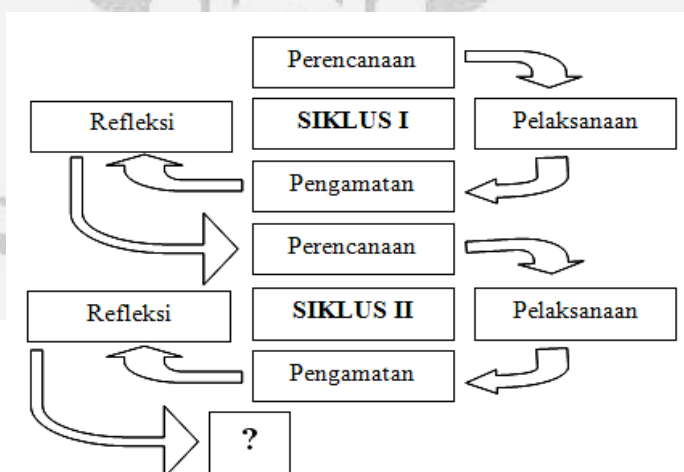 Perencanaan
Refleksi
SIKLUS I
Pelaksanaan
Pengamatan
Perencanaan
Refleksi
SIKLUS II
Pelaksanaan
Pengamatan
?